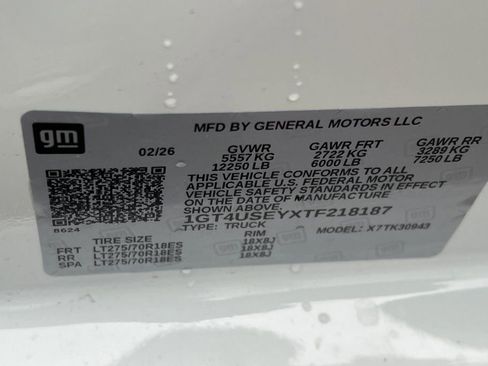 gm
MFD BY GENERAL MOTORS LLC
02/26 GVWR GAWR FRT GAWR RR
5557 KG 2722 KG 3289 KG
12250 LB 6000 LB 7250 LB
THIS VEHICLE CONFORMS TO ALL
APPLICABLE U.S. FEDERAL MOTOR
VEHICLE SAFETY STANDARDS IN EFFECT
ON THE DATE OF MANUFACTURE
SHOWN ABOVE.
8624 1GT4USEYXTF218187
TYPE: TRUCK MODEL: X7TK30943
TIRE SIZE RIM
FRT LT275/70R18ES 18X8J
RR LT275/70R18ES 18X8J
SPA LT275/70R18ES 18X8J